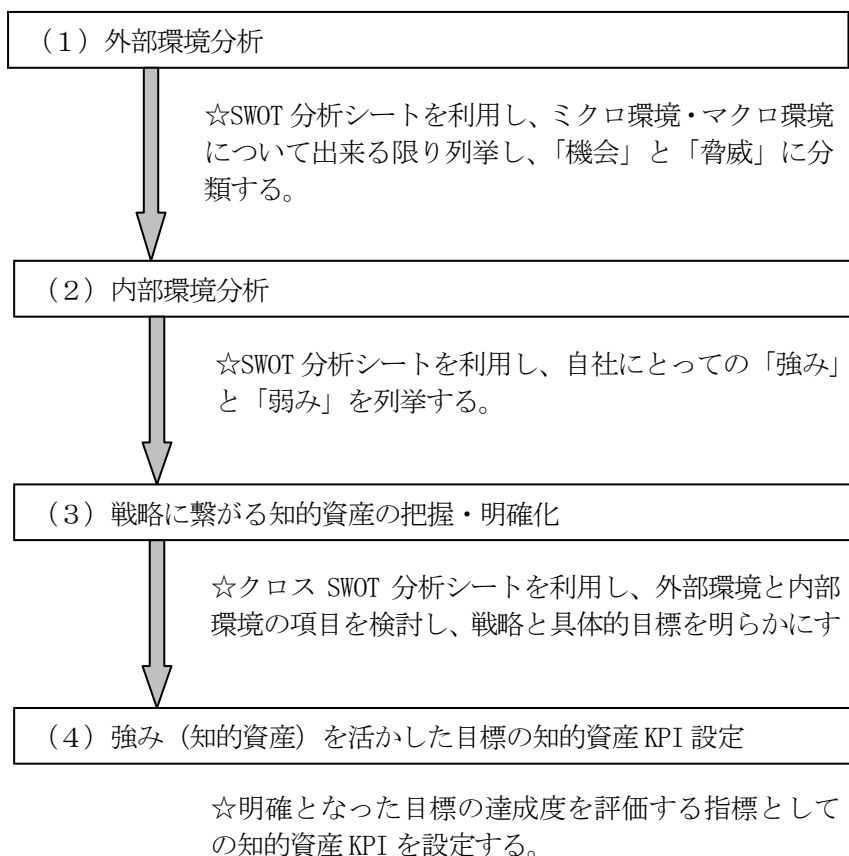 （１）外部環境分析
☆SWOT 分析シートを利用し、ミクロ環境・マクロ環境
について出来る限り列挙し、「機会」と「脅威」に分
類する。
（２）内部環境分析
☆SWOT 分析シートを利用し、自社にとっての「強み」
と「弱み」を列挙する。
（３）戦略に繋がる知的資産の把握・明確化
☆クロス SWOT 分析シートを利用し、外部環境と内部
環境の項目を検討し、戦略と具体的目標を明らかにす
（４）強み（知的資産）を活かした目標の知的資産 KPI 設定
☆明確となった目標の達成度を評価する指標として
の知的資産 KPI を設定する。